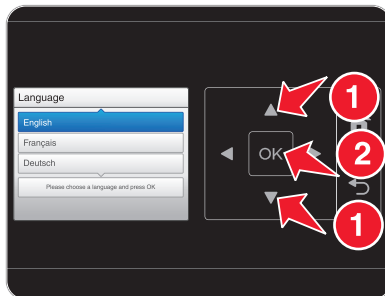 Language
English
Français
Deutsch
Please choose a language and press OK
1
OK
2
1